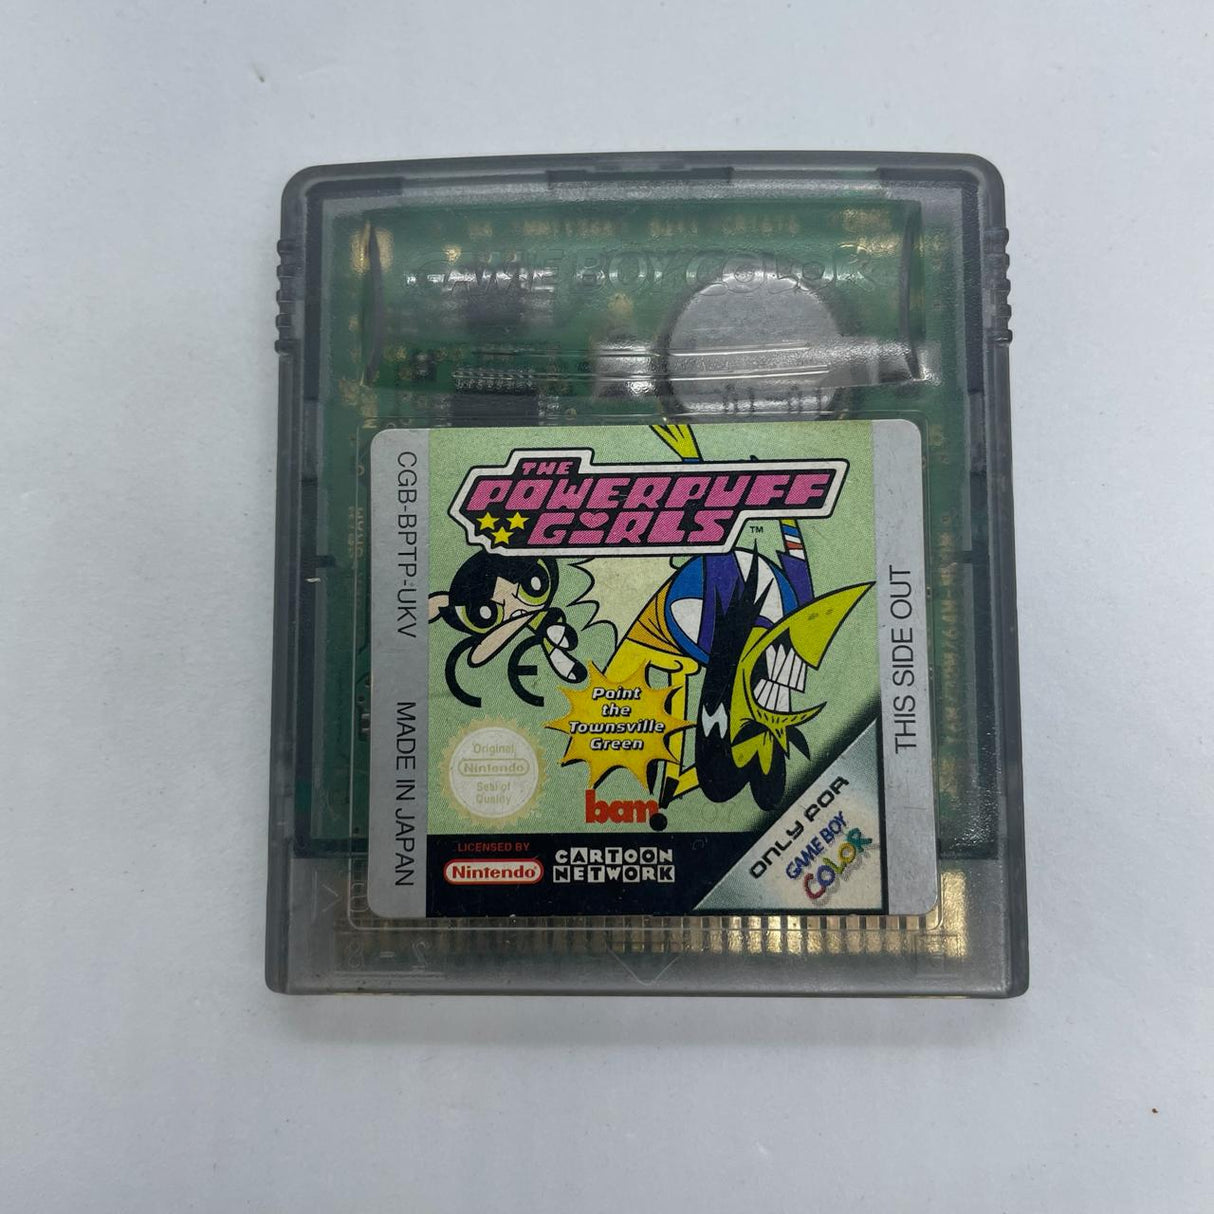 GAME BOY COLOR
THE
POWERPUFF
GIRLS
TM
CGB-BPTP-UKV
MADE IN JAPAN
Paint
the
Townsville
Green
Original
Nintendo
Seal of
Quality
bam!
LICENSED BY
Nintendo
CARTOON
NETWORK
ONLY FOR
GAME BOY
COLOR
THIS SIDE OUT